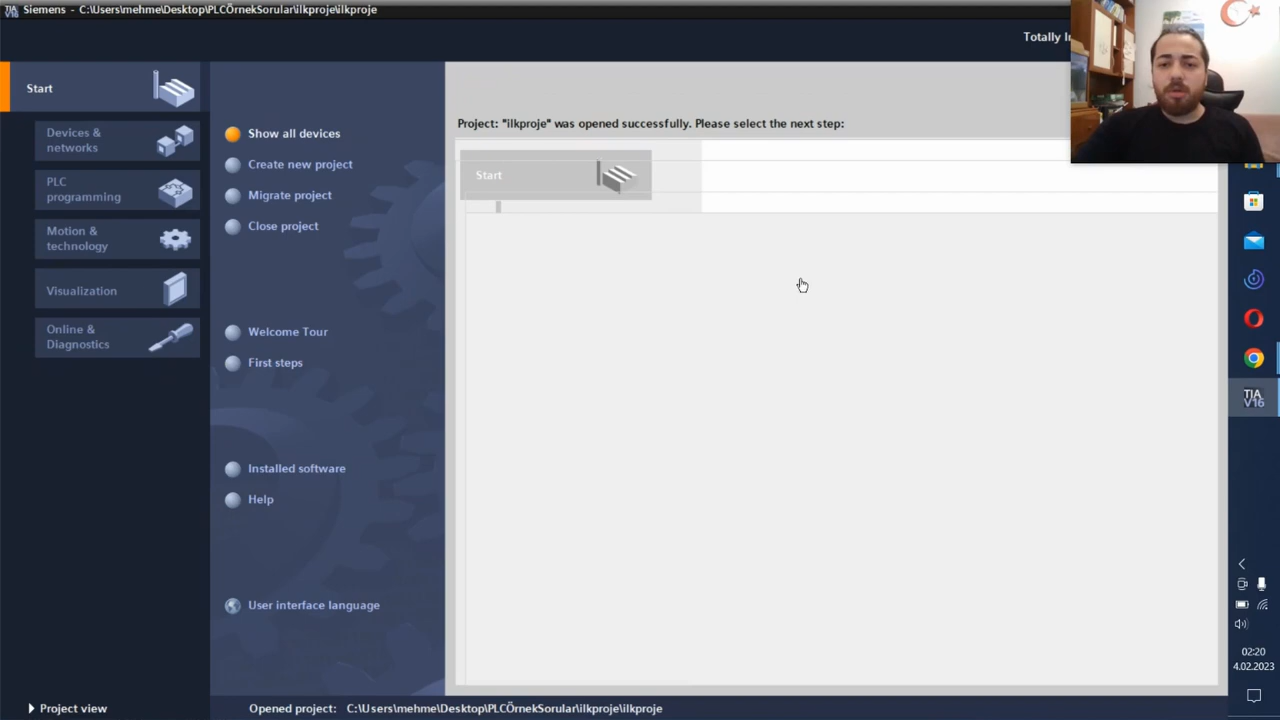 Siemens - C:\Users\mehme\Desktop\PLCÖrnekSorular\ilkproje\ilkproje
Totally
Start
Devices &
networks
PLC
programming
Motion &
technology
Visualization
Online &
Diagnostics
Show all devices
Create new project
Migrate project
Close project
Welcome Tour
First steps
Installed software
Help
User interface language
Project: "ilkproje" was opened successfully. Please select the next step:
Start
TIA
V16
02:20
4.02.2023
Project view
Opened project: C:\Users\mehme\Desktop\PLCÖrnekSorular\ilkproje\ilkproje